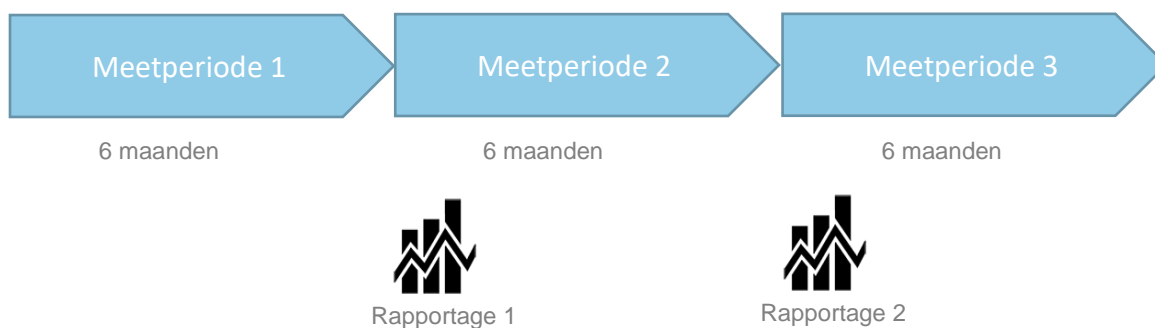 Meetperiode 1
Meetperiode 2
Meetperiode 3
6 maanden
6 maanden
6 maanden
Rapportage 1
Rapportage 2